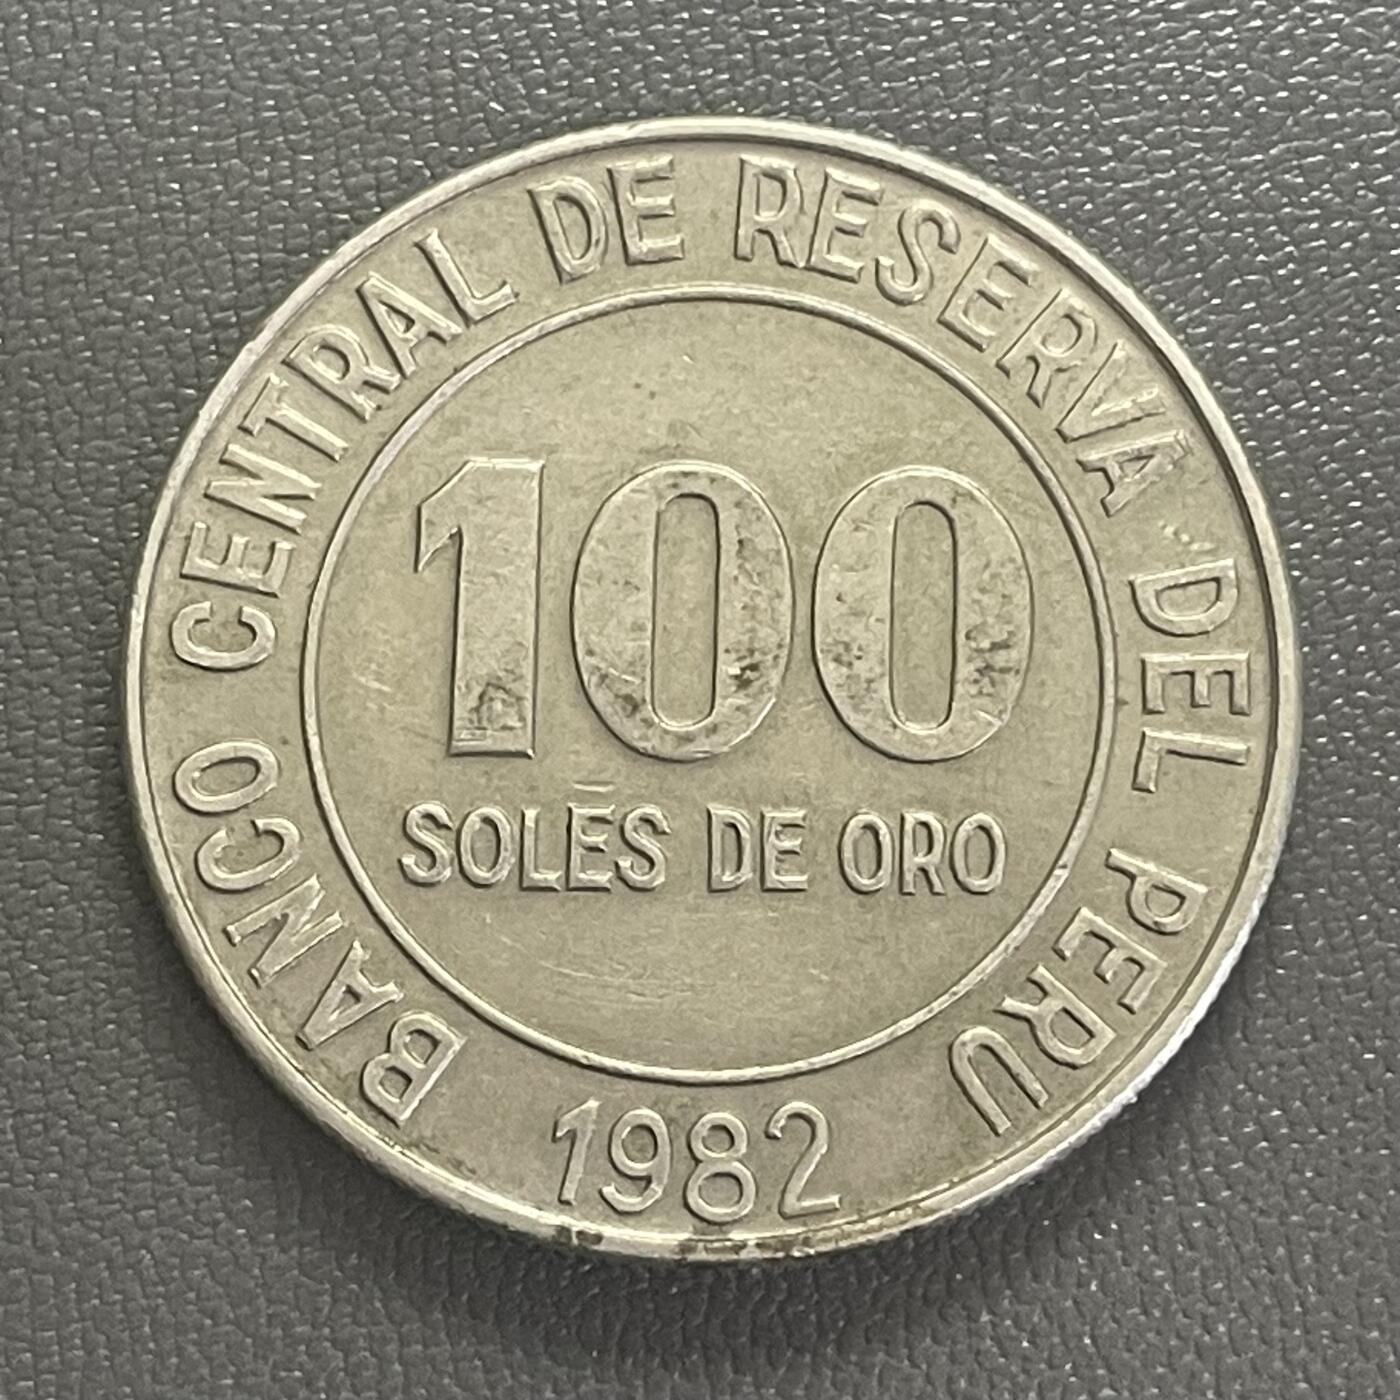 BANCO CENTRAL DE RESERVA DEL PERU
100
SOLES DE ORO
1982